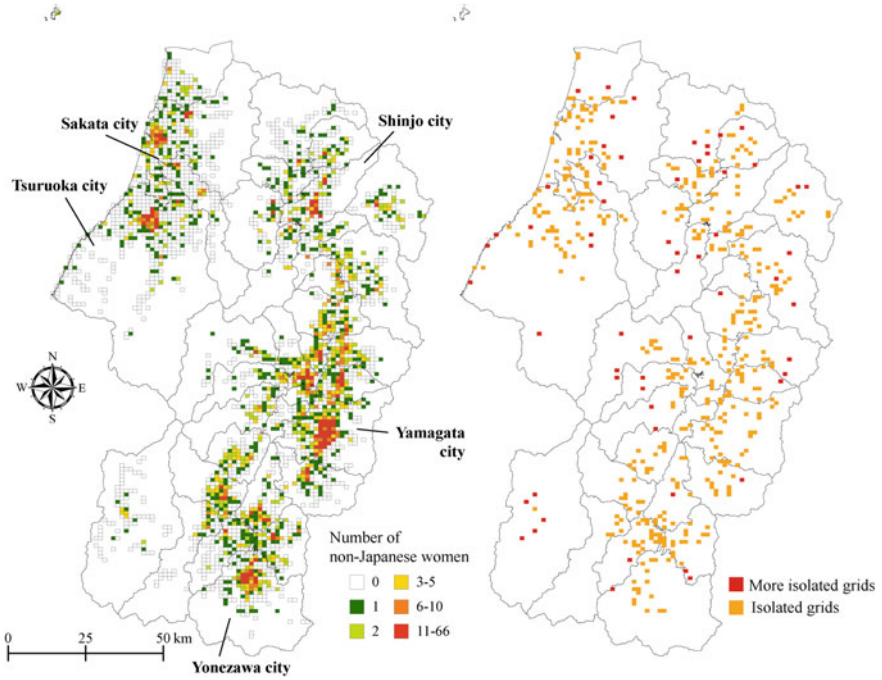 Sakata city
Shinjo city
Tsuruoka city
N
W E
S
Yamagata
city
Number of
non-Japanese women
0 3-5
1 6-10
2 11-66
More isolated grids
Isolated grids
0 25 50 km
Yonezawa city